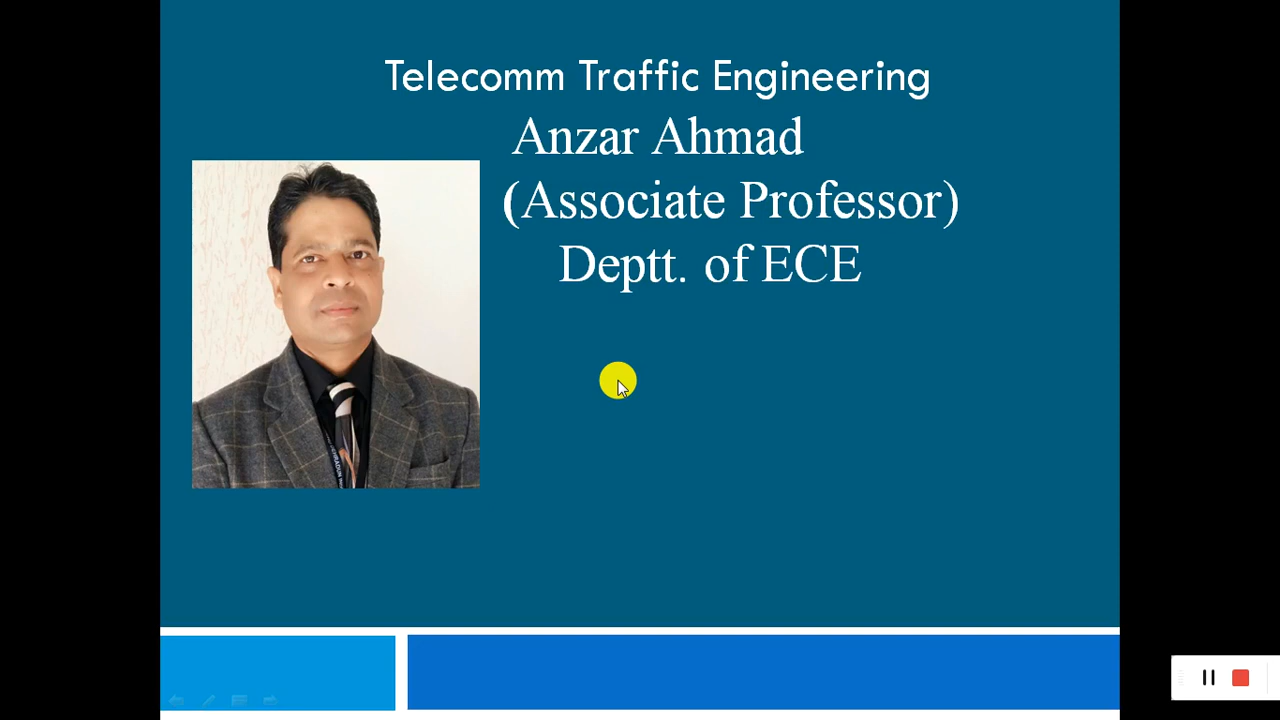 Telecomm Traffic Engineering
Anzar Ahmad
(Associate Professor)
Deptt. of ECE